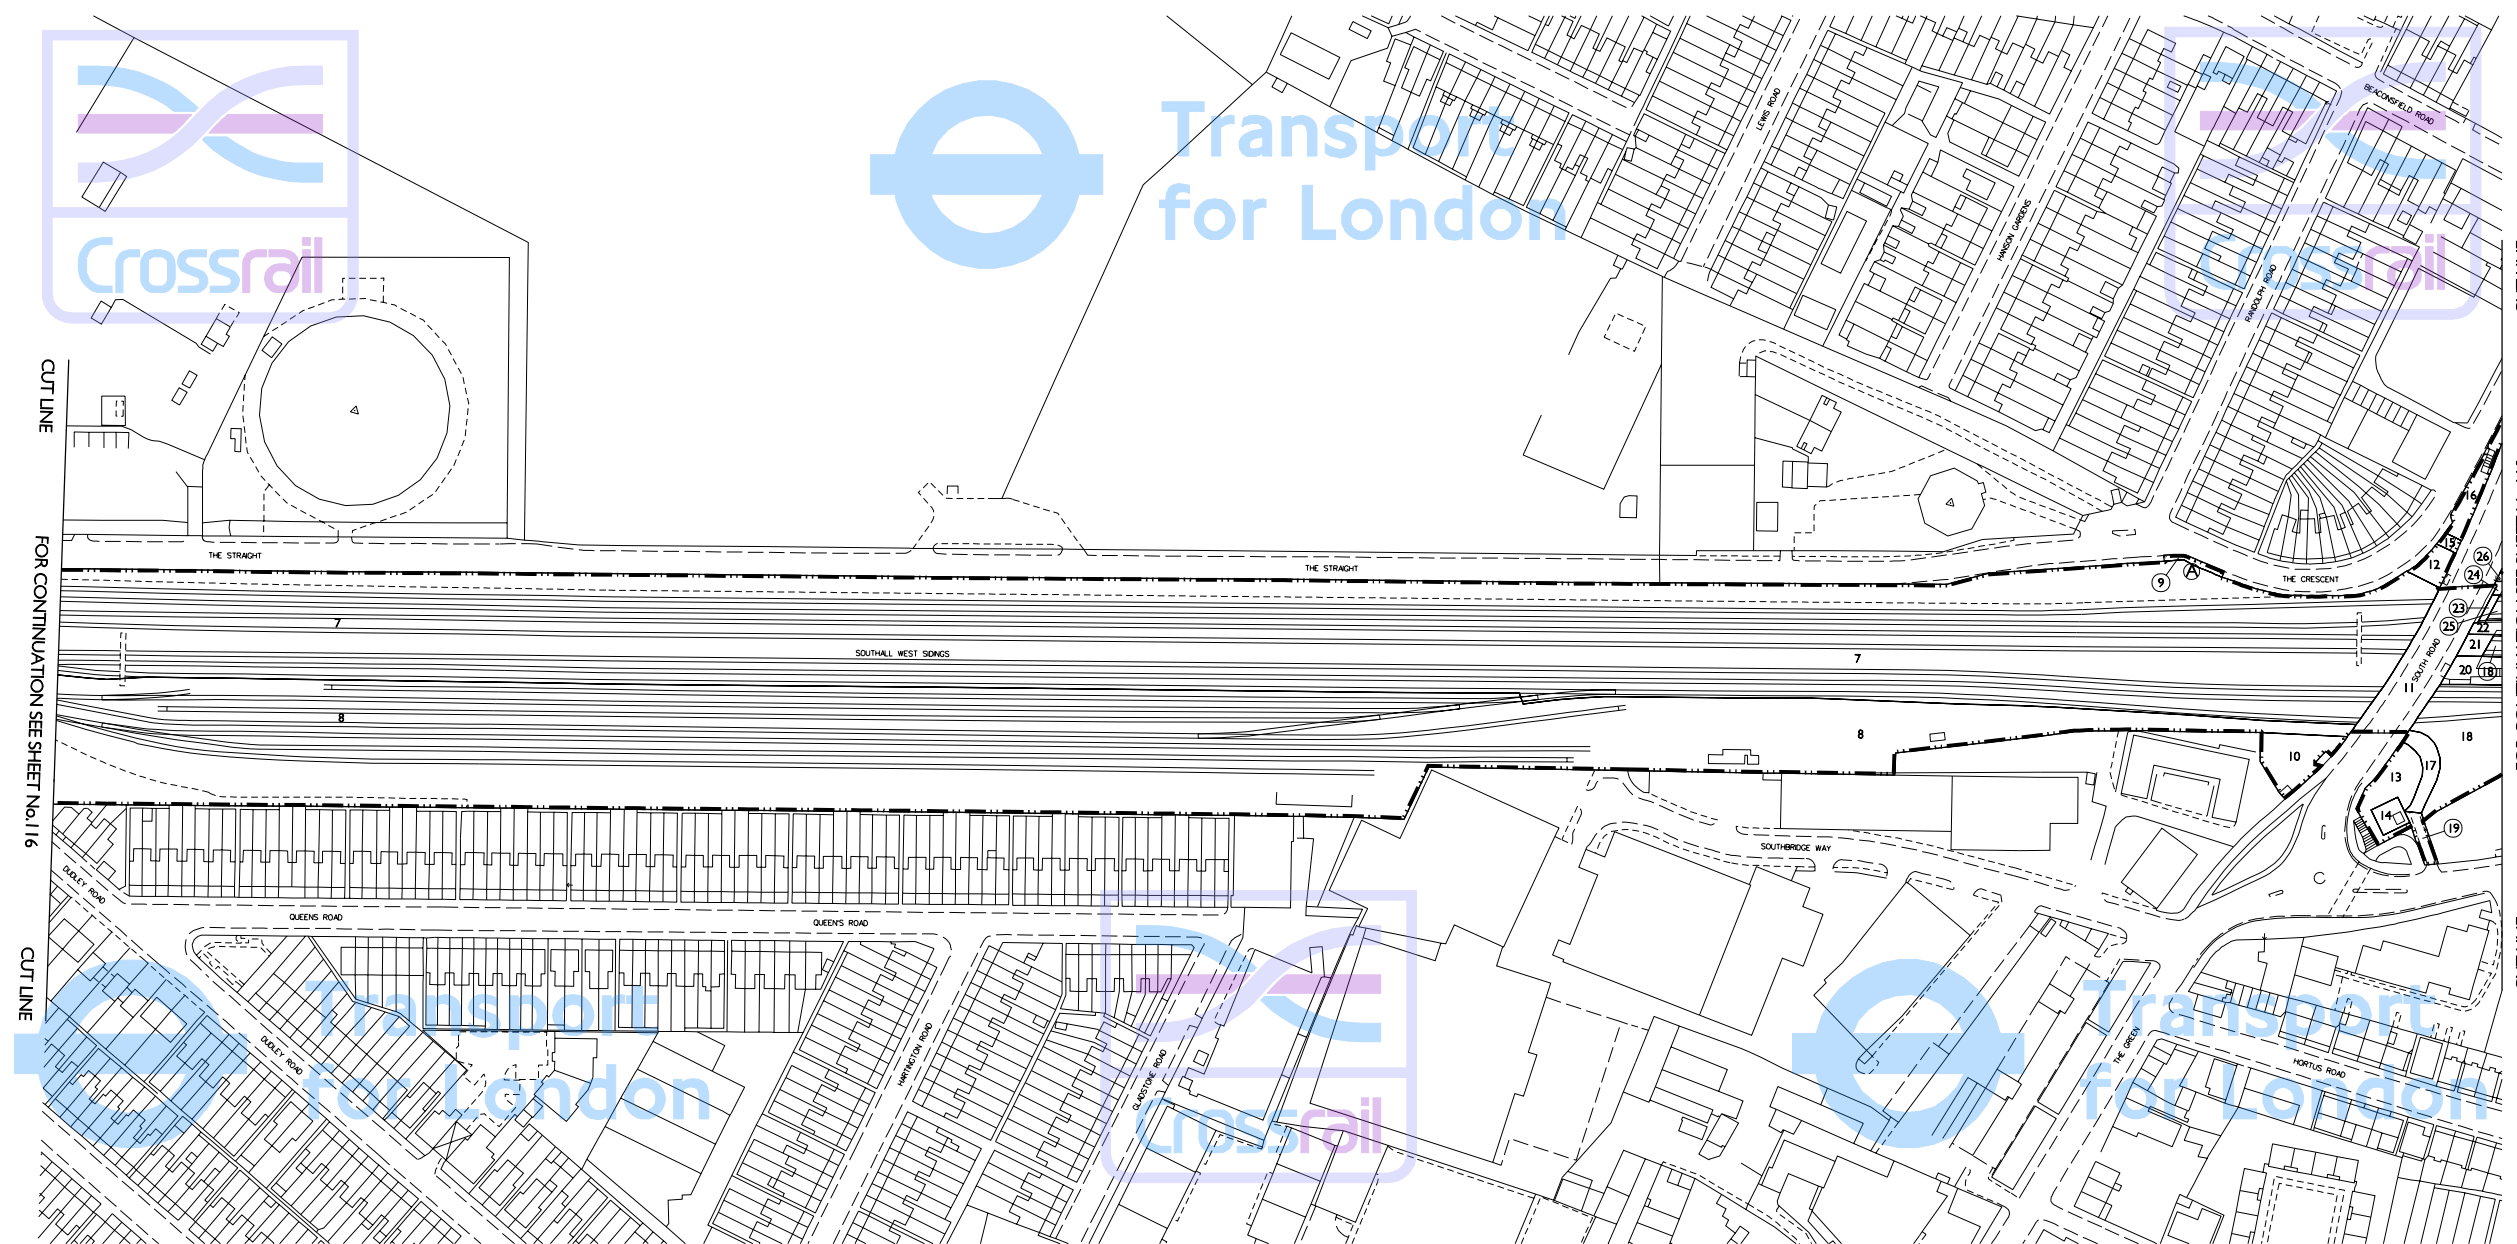 Crossrail
Transport
for London
Crossrail
BEACONSFIELD ROAD
LEWIS ROAD
HANSON GARDENS
RANDOLPH ROAD
CUT LINE
FOR CONTINUATION SEE SHEET No.116
CUT LINE
THE STRAIGHT
THE STRAIGHT
THE CRESCENT
9
A
16
15
12
26
24
23
25
22
21
20
18
7
SOUTHALL WEST SIDINGS
7
SOUTH ROAD
11
8
8
10
18
13
17
14
19
SOUTHBRIDGE WAY
DUDLEY ROAD
QUEENS ROAD
QUEEN'S ROAD
DUDLEY ROAD
HARTINGTON ROAD
GLADSTONE ROAD
THE GREEN
HORTUS ROAD
Transport
for London
Crossrail
Transport
for London